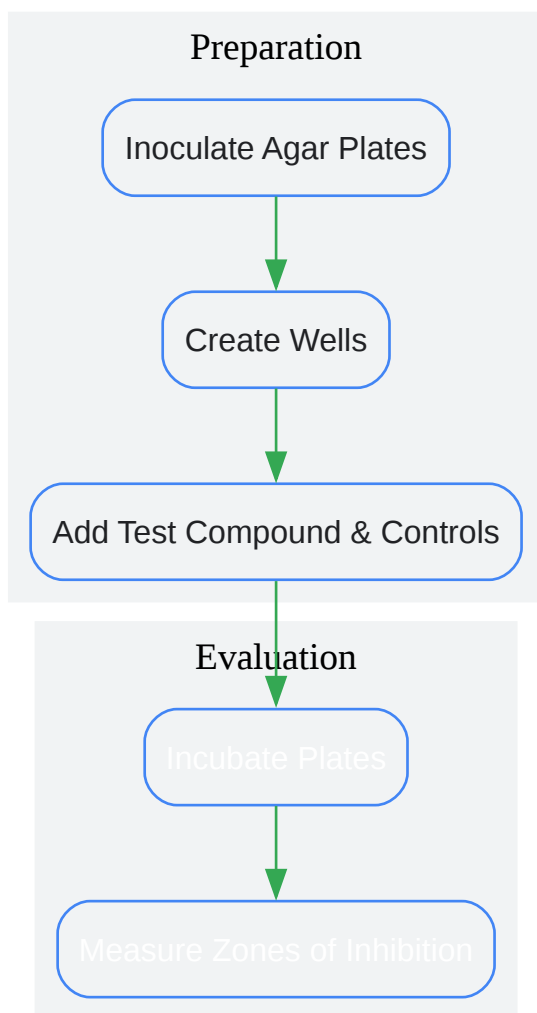 Preparation
Inoculate Agar Plates
Create Wells
Add Test Compound & Controls
Evaluation
Incubate Plates
Measure Zones of Inhibition